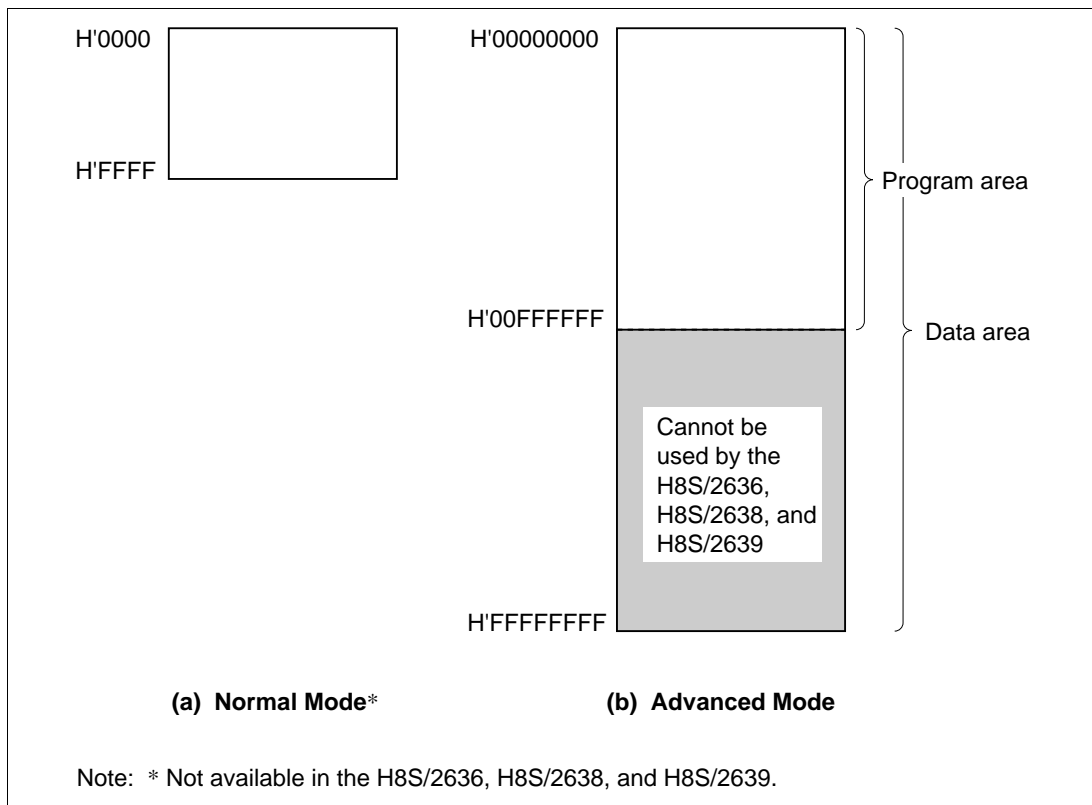 H'0000
H'FFFF
H'00000000
H'00FFFFFF
H'FFFFFFFF
Program area
Data area
Cannot be
used by the
H8S/2636,
H8S/2638, and
H8S/2639
(a) Normal Mode*
(b) Advanced Mode
Note: * Not available in the H8S/2636, H8S/2638, and H8S/2639.